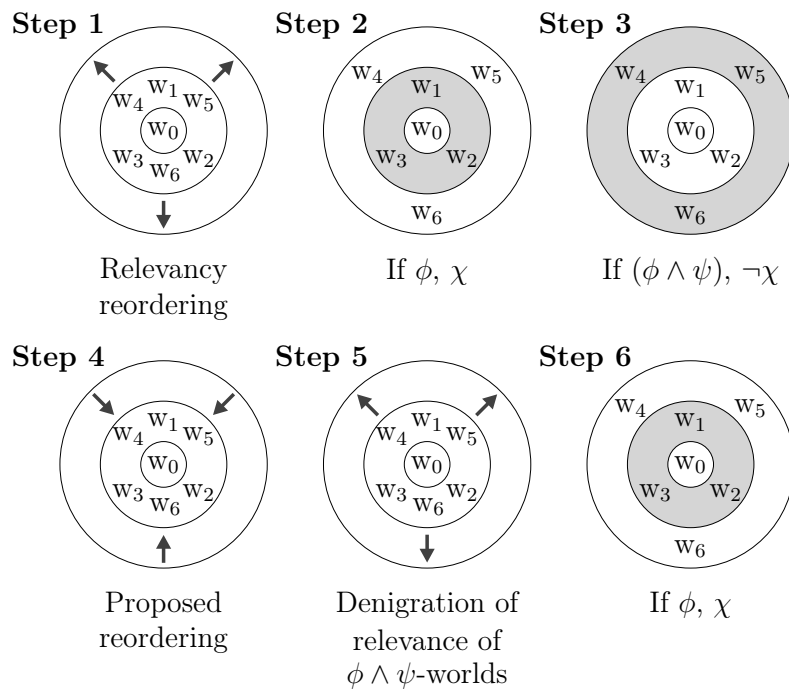 Step 1
Step 2
Step 3
w₄ w₁ w₅
w₀
w₃ w₆ w₂
w₄ w₅
w₁
w₀
w₃ w₂
w₆
w₄ w₅
w₁
w₀
w₃ w₂
w₆
Relevancy
reordering
If ϕ, χ
If (ϕ ∧ ψ), ¬χ
Step 4
Step 5
Step 6
w₄ w₁ w₅
w₀
w₃ w₆ w₂
w₄ w₁ w₅
w₀
w₃ w₆ w₂
w₄ w₅
w₁
w₀
w₃ w₂
w₆
Proposed
reordering
Denigration of
relevance of
ϕ ∧ ψ-worlds
If ϕ, χ